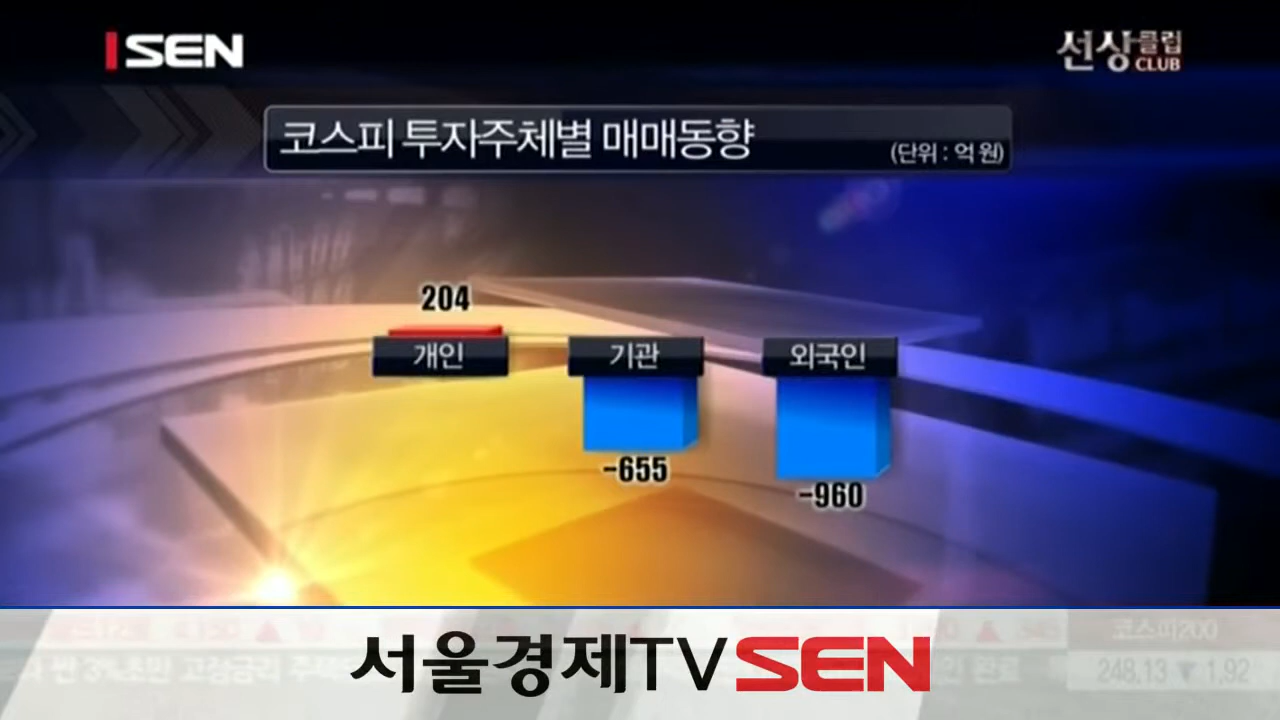 SEN
선상클럽
CLUB
코스피 투자주체별 매매동향
(단위 : 억 원)
204
개인
기관
외국인
-655
-960
서울경제TV SEN
코스피200
248.13 ▼ 1.92